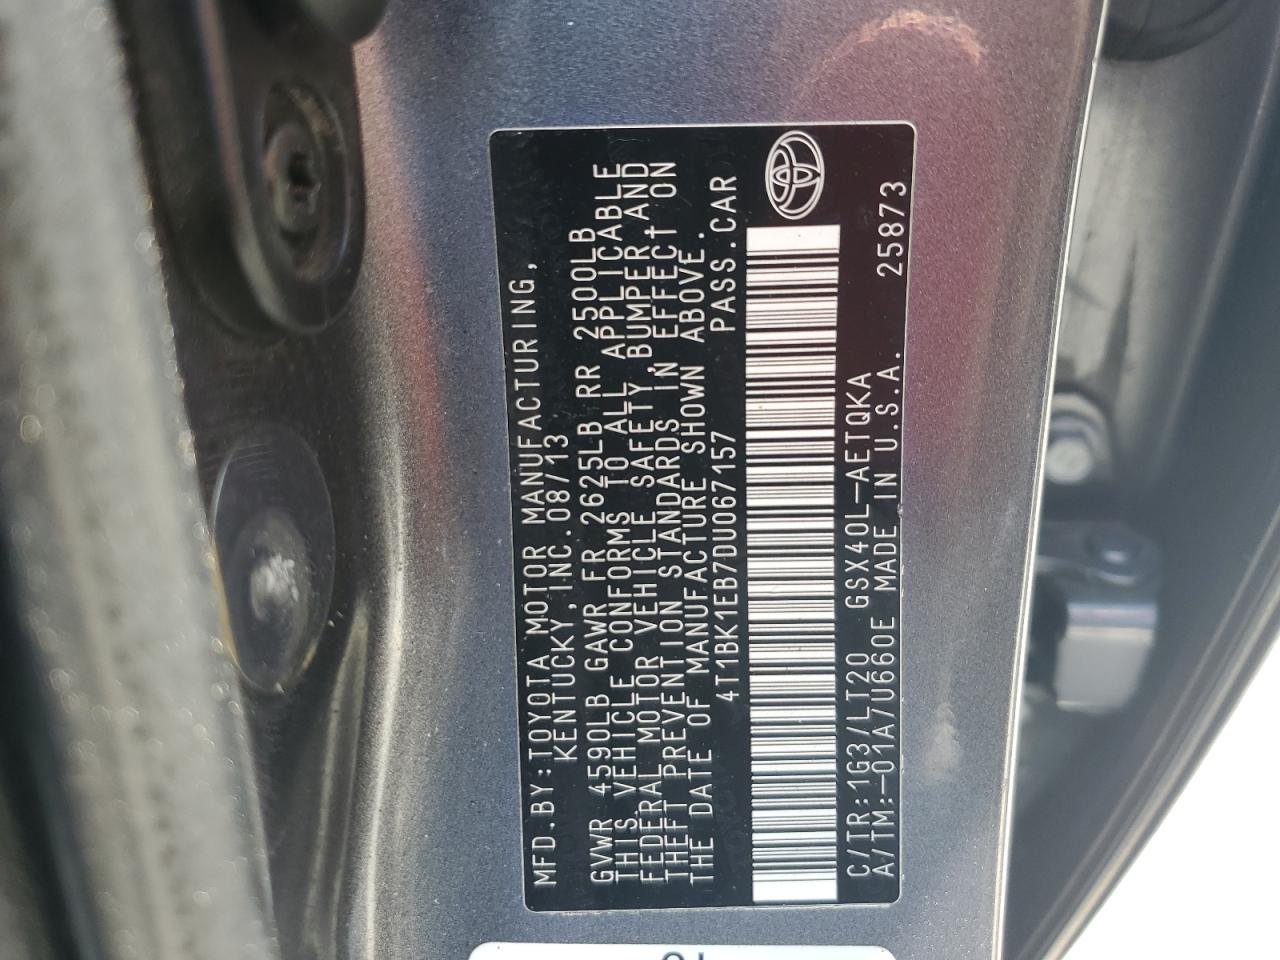 MFD.BY:TOYOTA MOTOR MANUFACTURING,
KENTUCKY, INC. 08/13
GVWR 4590LB GAWR FR 2625LB RR 2500LB
THIS VEHICLE CONFORMS TO ALL APPLICABLE
FEDERAL MOTOR VEHICLE SAFETY,BUMPER,AND
THEFT PREVENTION STANDARDS IN EFFECT ON
THE DATE OF MANUFACTURE SHOWN ABOVE.
4T1BK1EB7DU067157 PASS.CAR
C/TR:1G3/LT20 GSX40L-AETQKA
A/TM:-01A/U660E MADE IN U.S.A. 25873